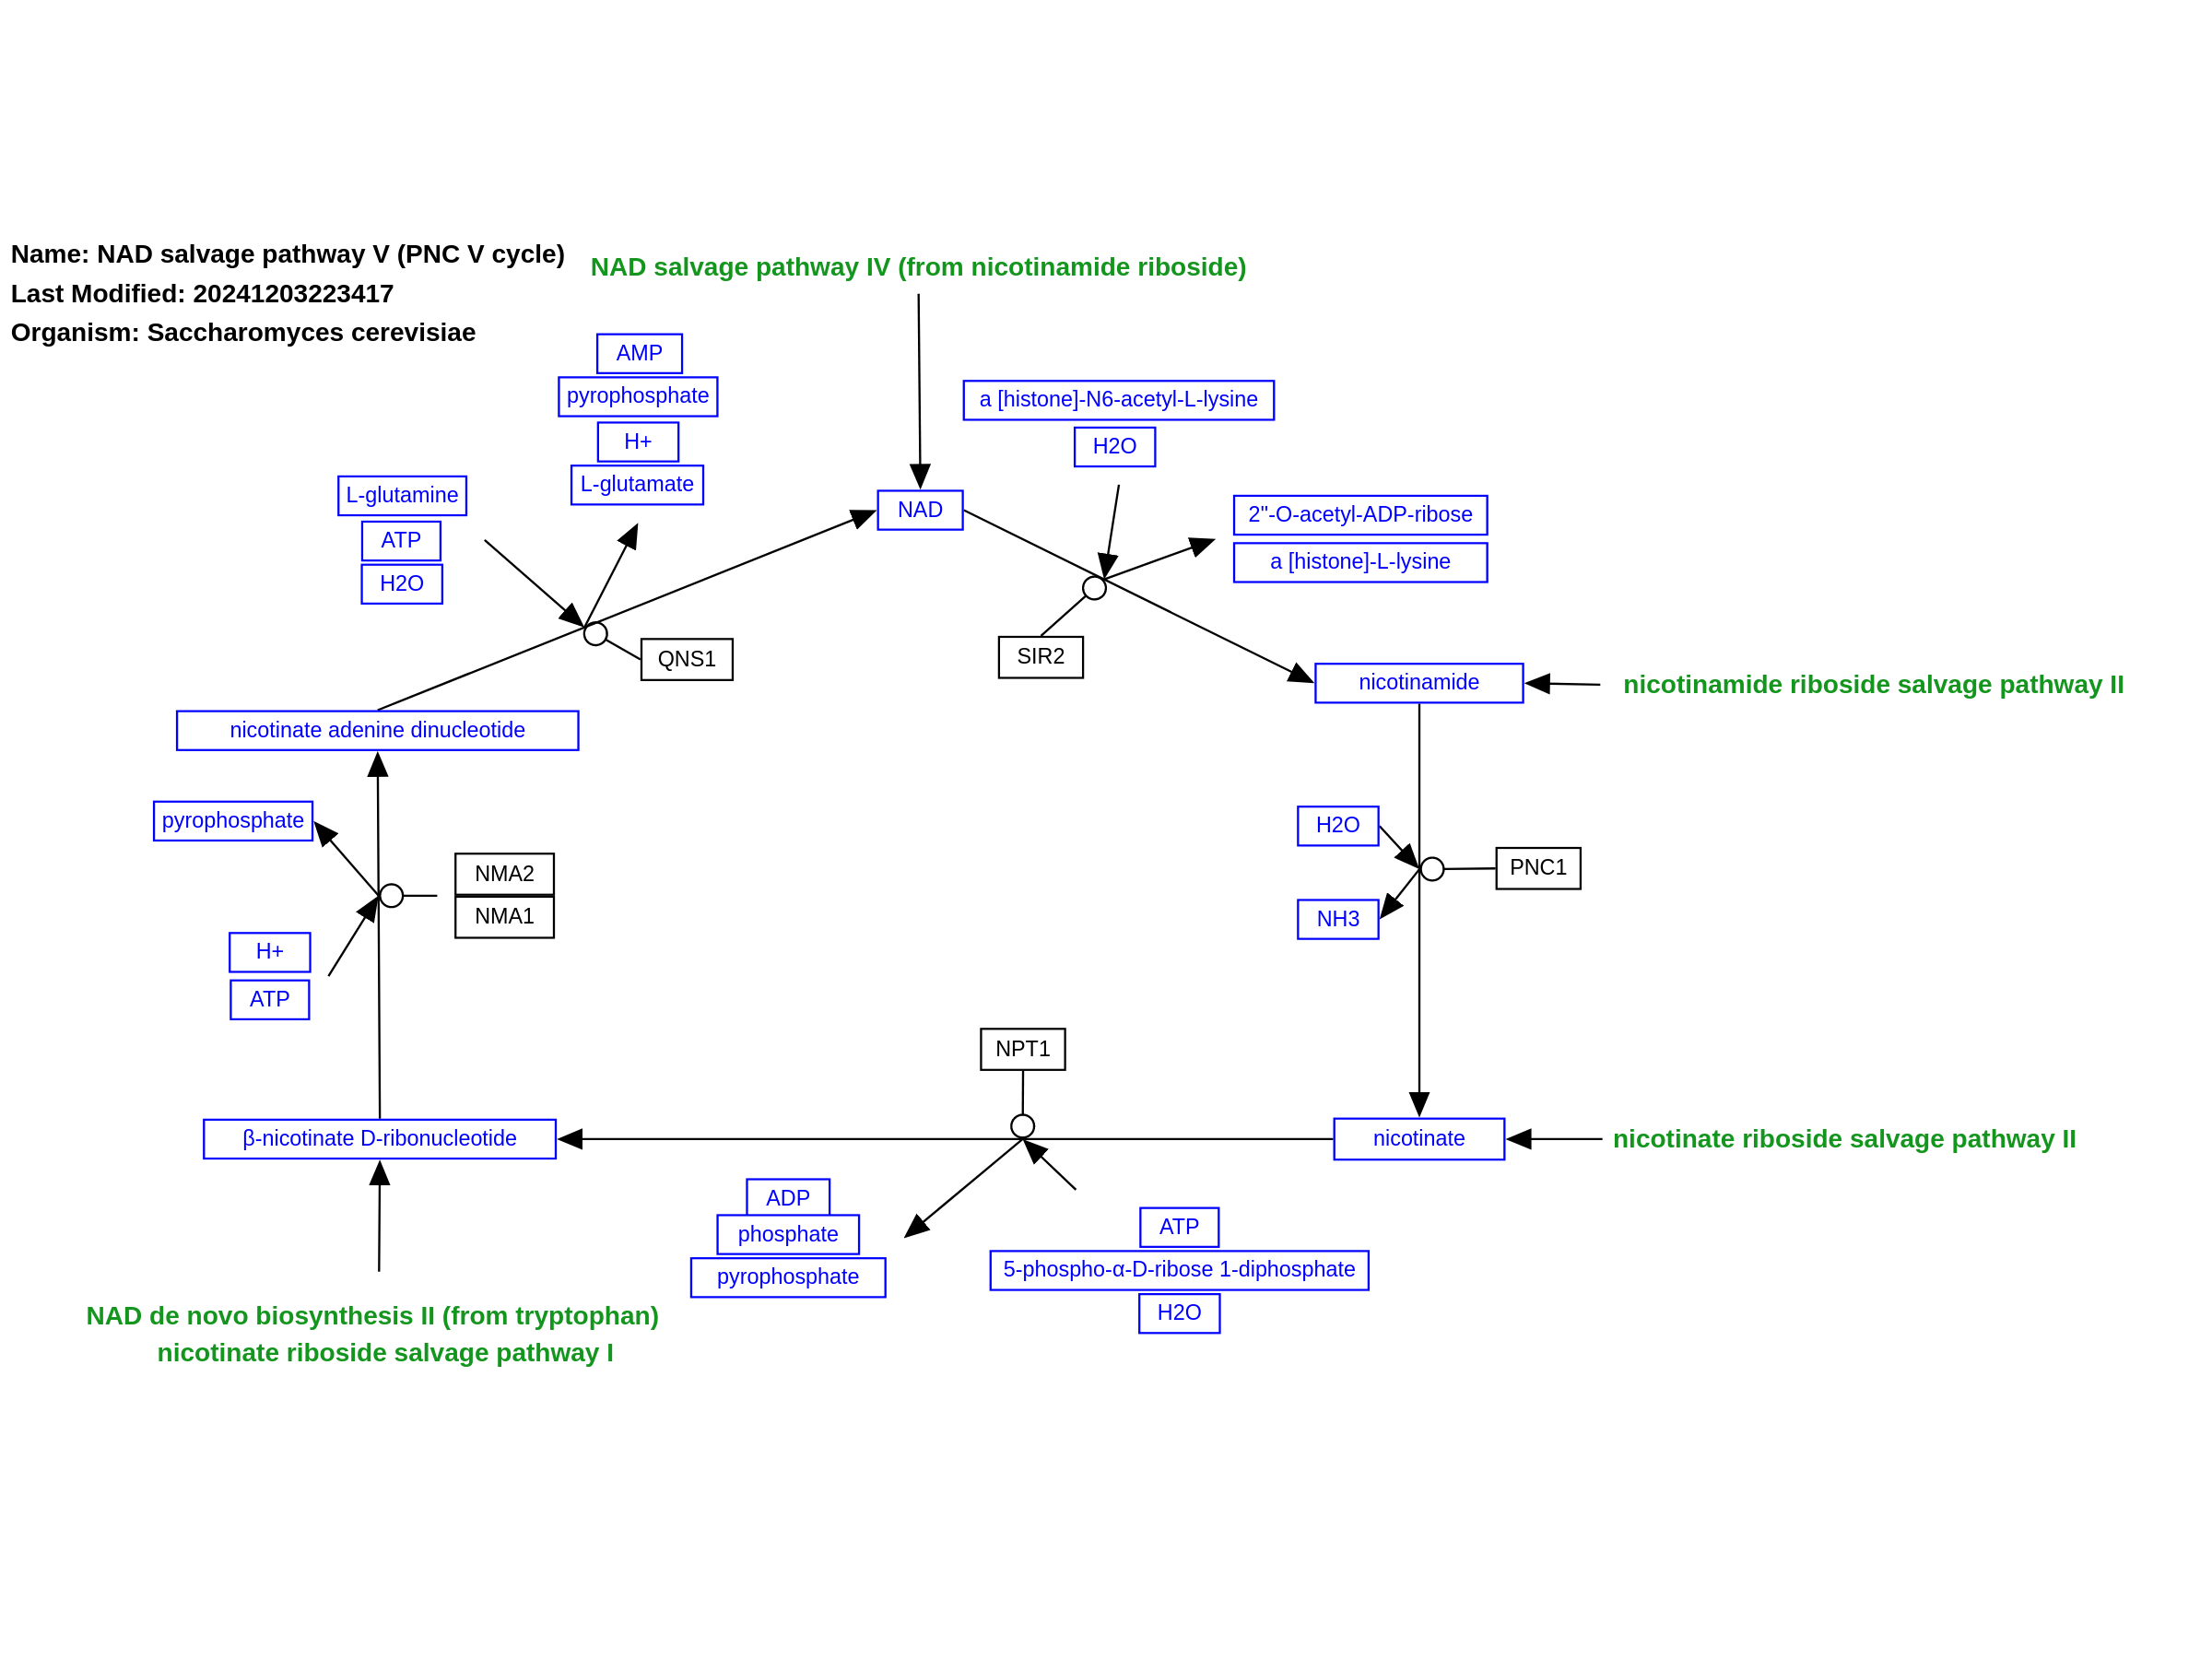 Name: NAD salvage pathway V (PNC V cycle)
Last Modified: 20241203223417
Organism: Saccharomyces cerevisiae
NAD salvage pathway IV (from nicotinamide riboside)
AMP
pyrophosphate
H+
L-glutamate
a [histone]-N6-acetyl-L-lysine
H2O
L-glutamine
ATP
H2O
NAD
2"-O-acetyl-ADP-ribose
a [histone]-L-lysine
QNS1
SIR2
nicotinamide
nicotinamide riboside salvage pathway II
nicotinate adenine dinucleotide
pyrophosphate
NMA2
NMA1
H2O
PNC1
NH3
H+
ATP
NPT1
β-nicotinate D-ribonucleotide
nicotinate
nicotinate riboside salvage pathway II
ADP
phosphate
pyrophosphate
ATP
5-phospho-α-D-ribose 1-diphosphate
H2O
NAD de novo biosynthesis II (from tryptophan)
nicotinate riboside salvage pathway I